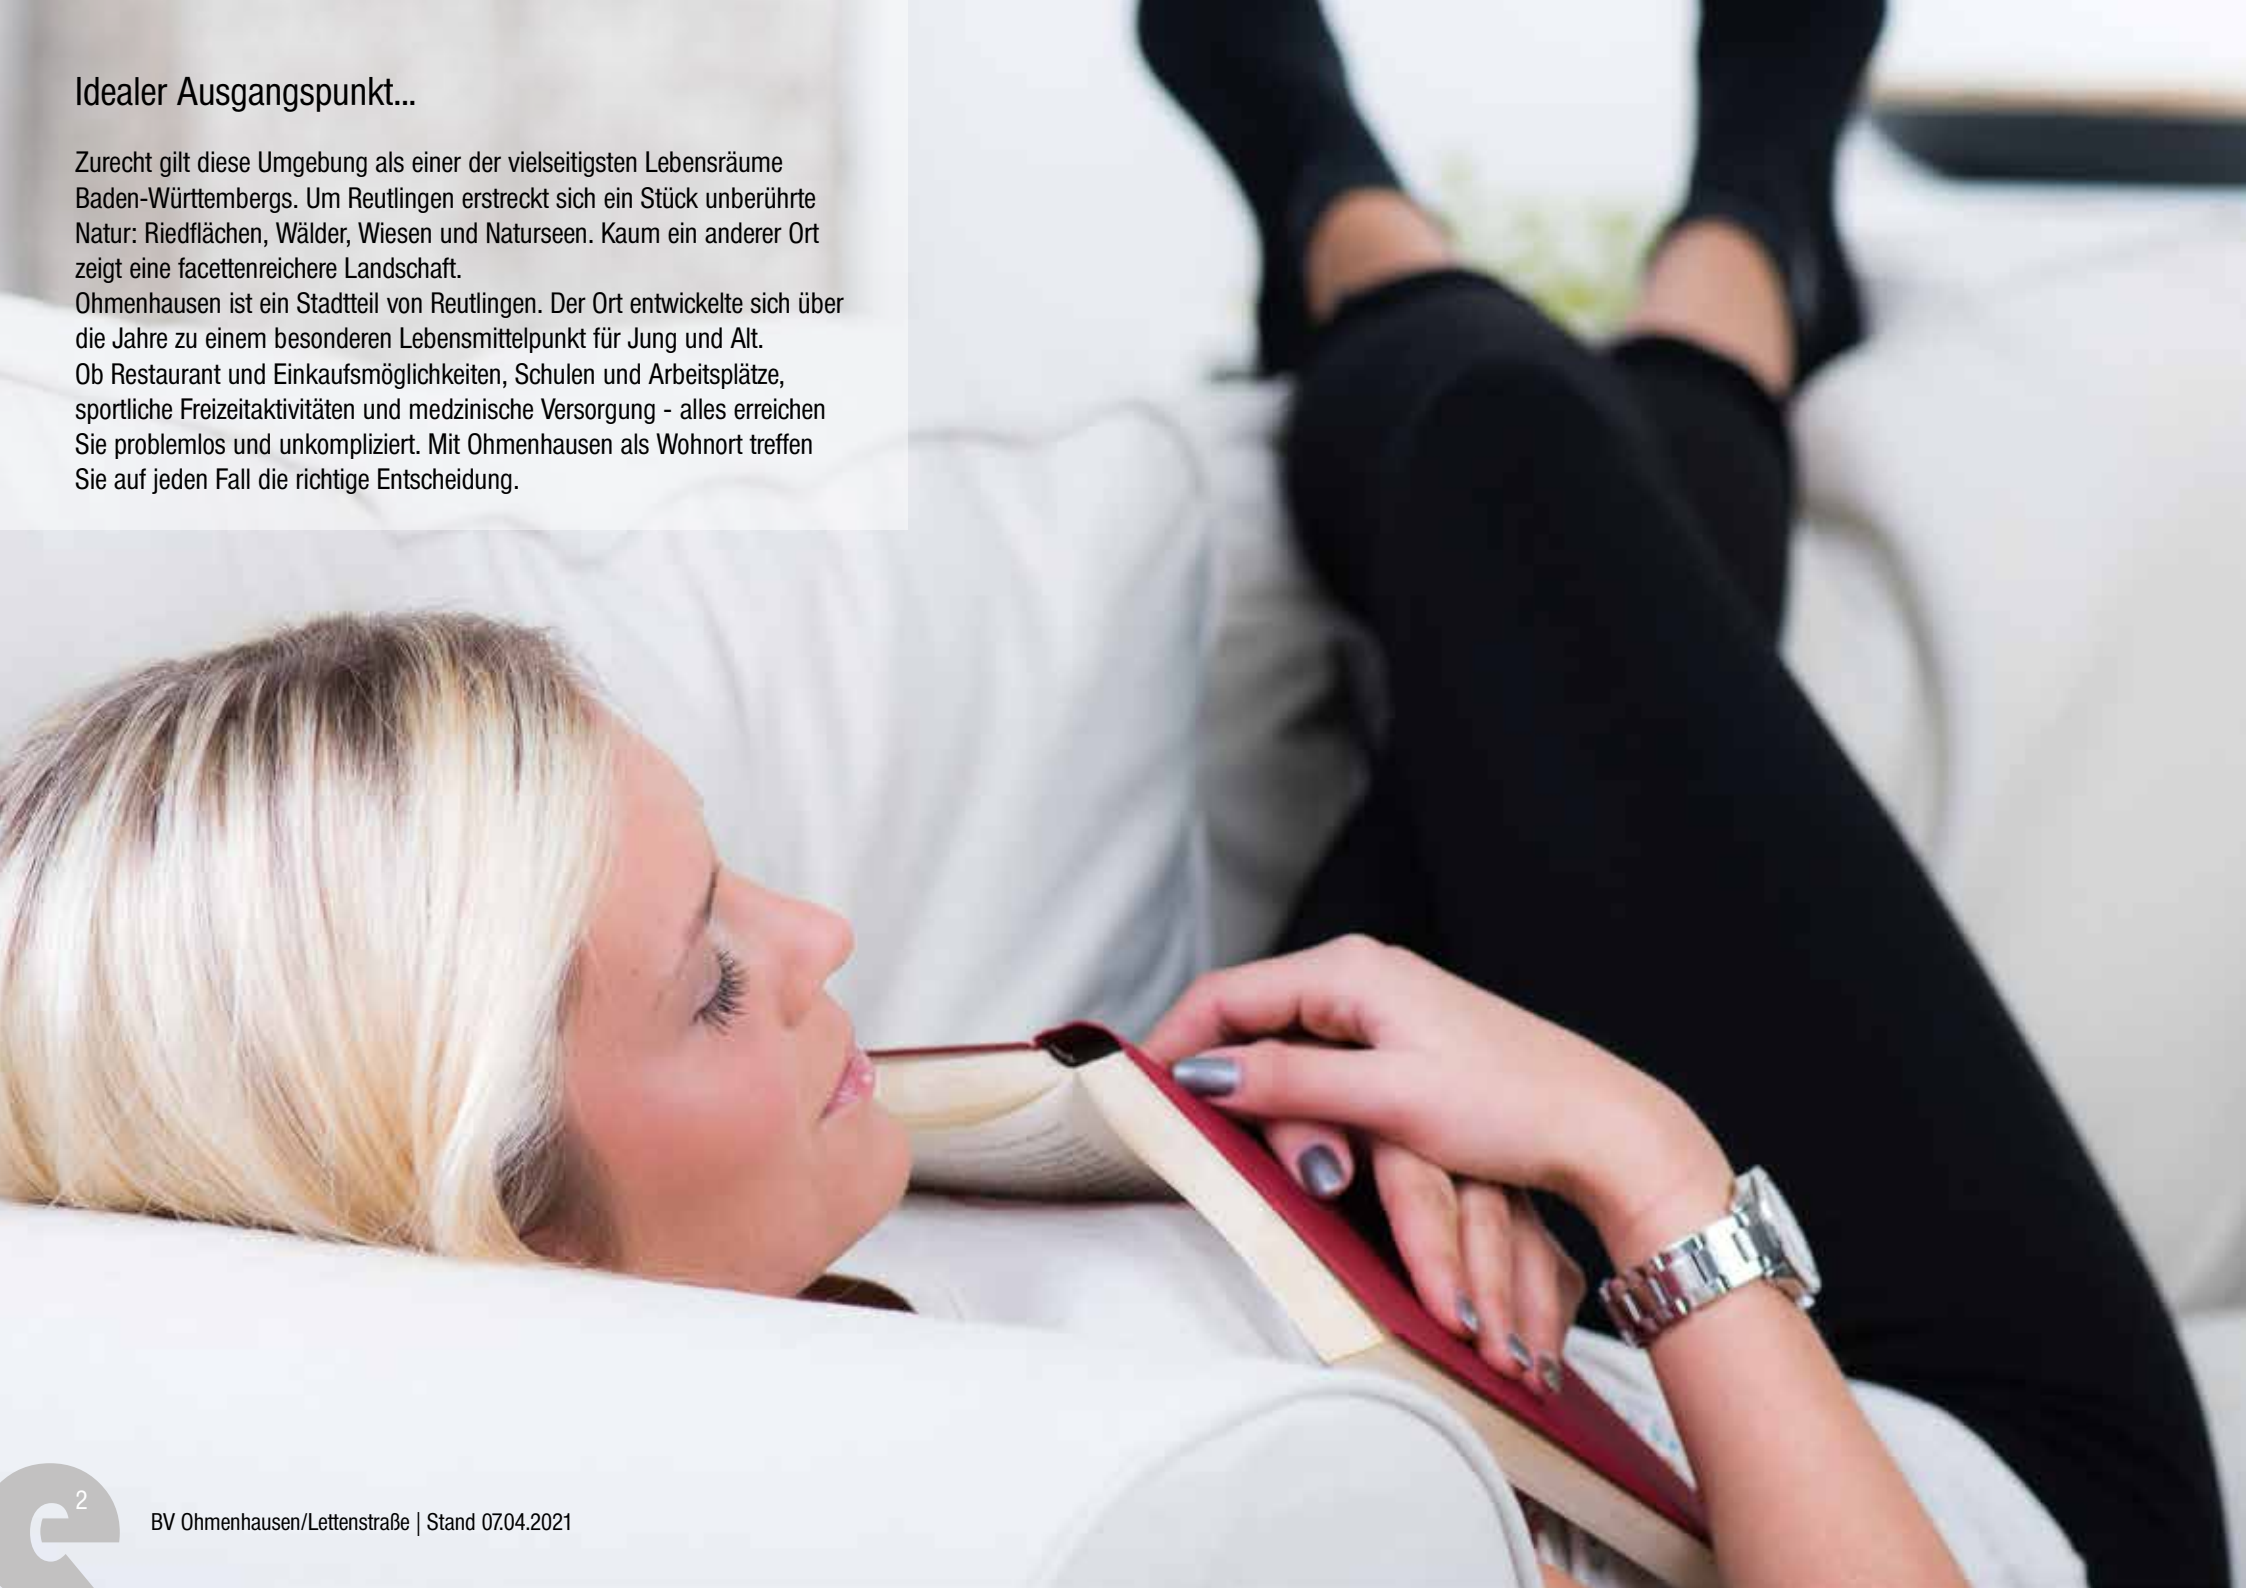 Idealer Ausgangspunkt...
Zurecht gilt diese Umgebung als einer der vielseitigsten Lebensräume
Baden-Württembergs. Um Reutlingen erstreckt sich ein Stück unberührte
Natur: Riedflächen, Wälder, Wiesen und Naturseen. Kaum ein anderer Ort
zeigt eine facettenreichere Landschaft.
Ohmenhausen ist ein Stadtteil von Reutlingen. Der Ort entwickelte sich über
die Jahre zu einem besonderen Lebensmittelpunkt für Jung und Alt.
Ob Restaurant und Einkaufsmöglichkeiten, Schulen und Arbeitsplätze,
sportliche Freizeitaktivitäten und medzinische Versorgung - alles erreichen
Sie problemlos und unkompliziert. Mit Ohmenhausen als Wohnort treffen
Sie auf jeden Fall die richtige Entscheidung.
2
BV Ohmenhausen/Lettenstraße | Stand 07.04.2021